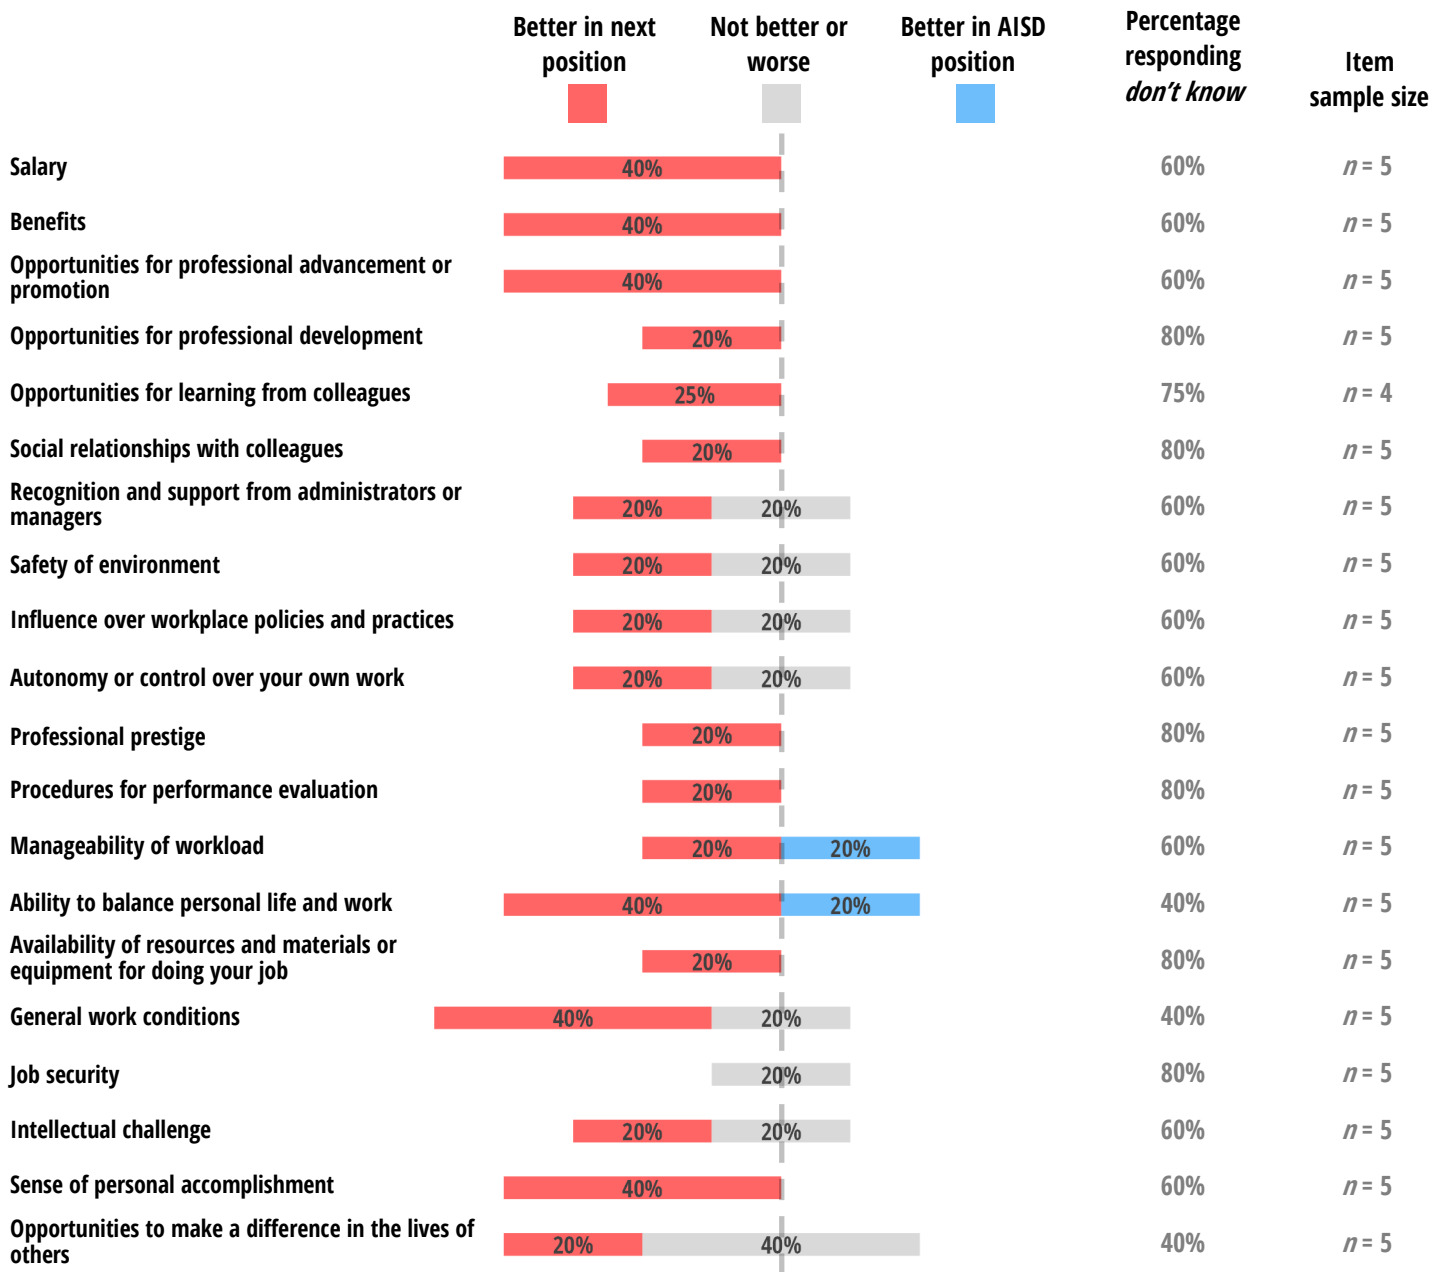 Better in next
position
Not better or
worse
Better in AISD
position
Percentage
responding
don't know
Item
sample size
Salary
40%
60%
n = 5
Benefits
40%
60%
n = 5
Opportunities for professional advancement or
promotion
40%
60%
n = 5
Opportunities for professional development
20%
80%
n = 5
Opportunities for learning from colleagues
25%
75%
n = 4
Social relationships with colleagues
20%
80%
n = 5
Recognition and support from administrators or
managers
20%
20%
60%
n = 5
Safety of environment
20%
20%
60%
n = 5
Influence over workplace policies and practices
20%
20%
60%
n = 5
Autonomy or control over your own work
20%
20%
60%
n = 5
Professional prestige
20%
80%
n = 5
Procedures for performance evaluation
20%
80%
n = 5
Manageability of workload
20%
20%
60%
n = 5
Ability to balance personal life and work
40%
20%
40%
n = 5
Availability of resources and materials or
equipment for doing your job
20%
80%
n = 5
General work conditions
40%
20%
40%
n = 5
Job security
20%
80%
n = 5
Intellectual challenge
20%
20%
60%
n = 5
Sense of personal accomplishment
40%
60%
n = 5
Opportunities to make a difference in the lives of
others
20%
40%
40%
n = 5